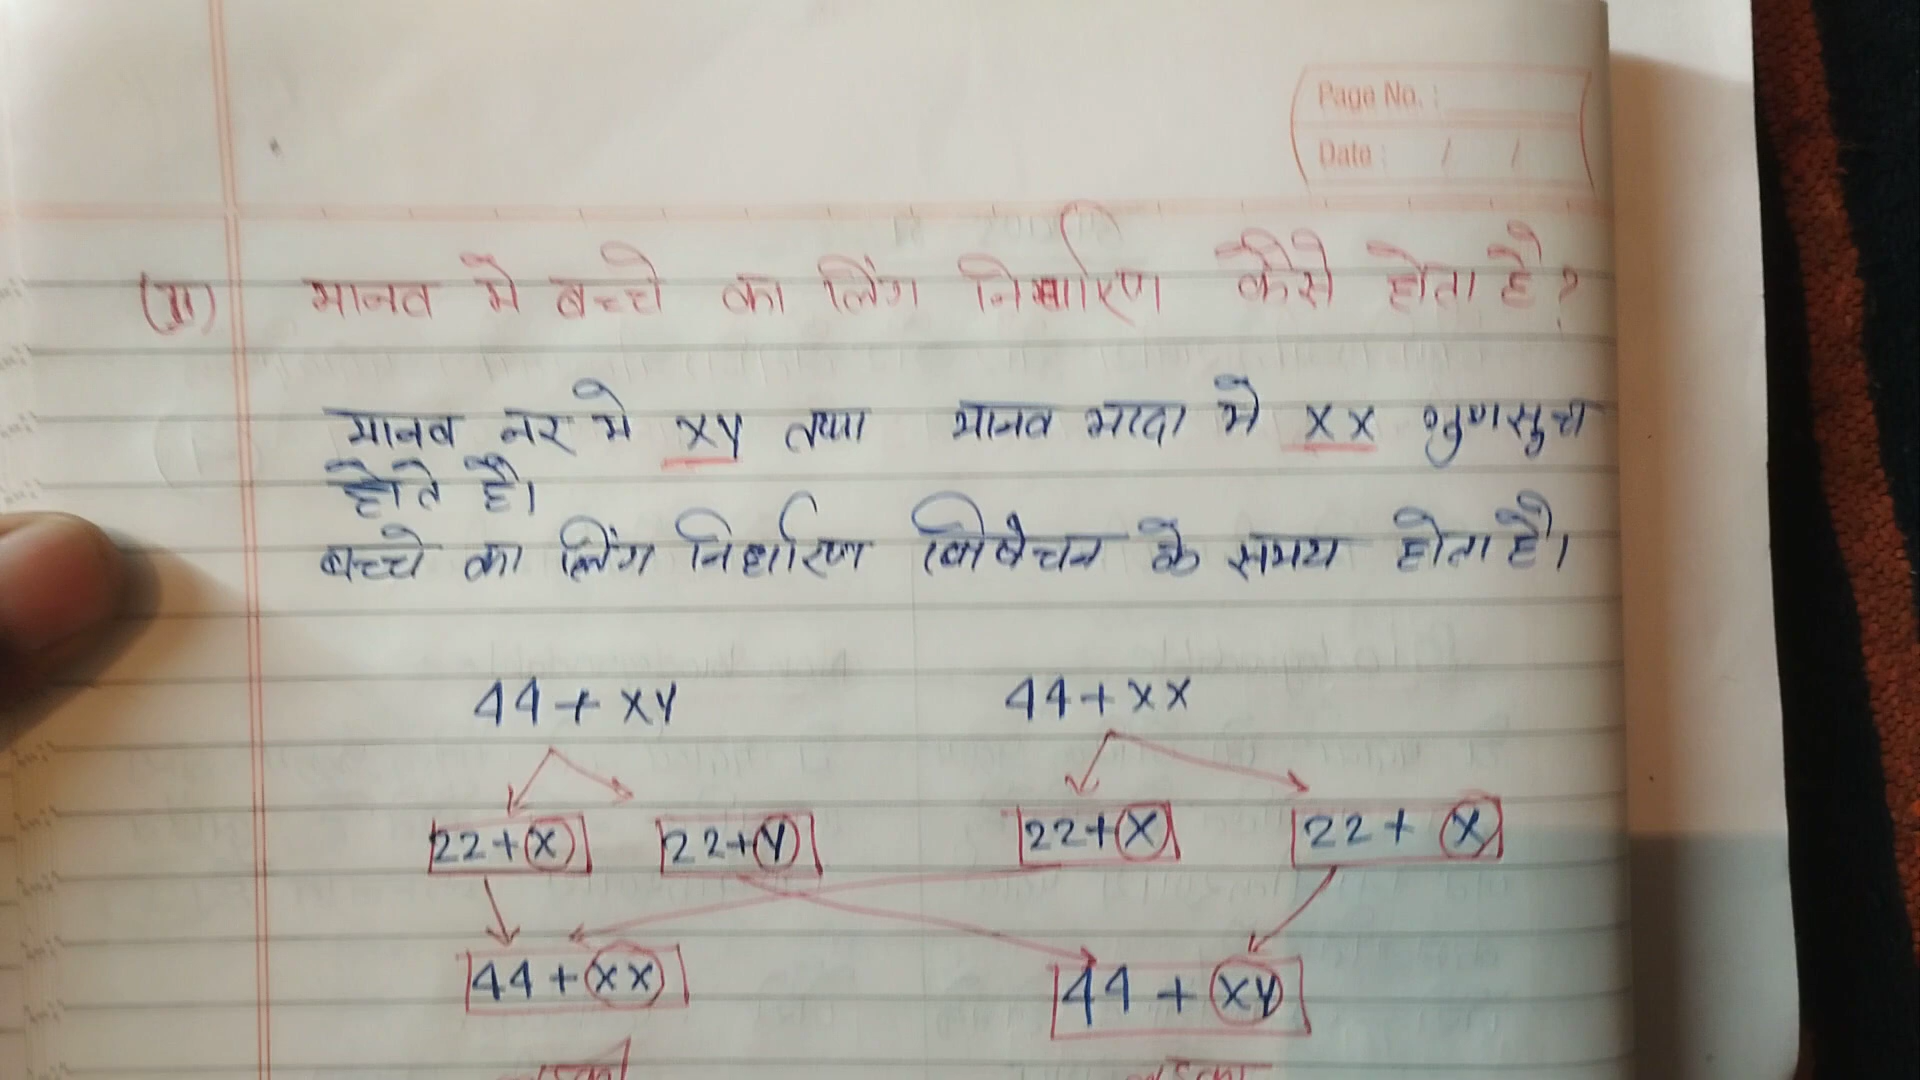 Page No. :
Date : / /
(III) मानव मे बच्चे का लिंग निर्धारण कैसे होता है ?
मानव नर मे XY तथा मानव मादा मे XX गुणसुत्र
होते है।
बच्चे का लिंग निर्धारण निषेचन के समय होता है।
44 + XY 44 + XX
22 + X 22 + Y 22 + X 22 + X
44 + XX 44 + XY